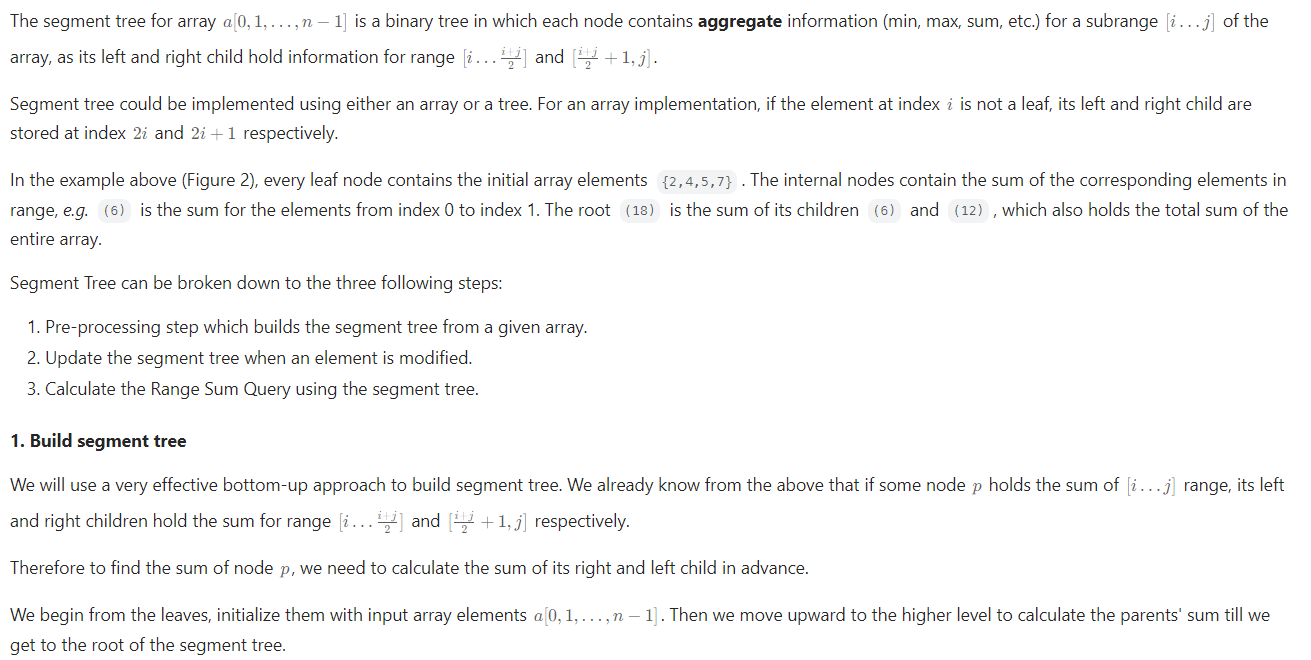 The segment tree for array a[0, 1, . . . , n − 1] is a binary tree in which each node contains aggregate information (min, max, sum, etc.) for a subrange [i . . . j] of the
array, as its left and right child hold information for range [i . . . \frac{i+j}{2}] and [\frac{i+j}{2} + 1, j].
Segment tree could be implemented using either an array or a tree. For an array implementation, if the element at index i is not a leaf, its left and right child are
stored at index 2i and 2i + 1 respectively.
In the example above (Figure 2), every leaf node contains the initial array elements {2,4,5,7} . The internal nodes contain the sum of the corresponding elements in
range, e.g. (6) is the sum for the elements from index 0 to index 1. The root (18) is the sum of its children (6) and (12) , which also holds the total sum of the
entire array.
Segment Tree can be broken down to the three following steps:
1. Pre-processing step which builds the segment tree from a given array.
2. Update the segment tree when an element is modified.
3. Calculate the Range Sum Query using the segment tree.
1. Build segment tree
We will use a very effective bottom-up approach to build segment tree. We already know from the above that if some node p holds the sum of [i . . . j] range, its left
and right children hold the sum for range [i . . . \frac{i+j}{2}] and [\frac{i+j}{2} + 1, j] respectively.
Therefore to find the sum of node p, we need to calculate the sum of its right and left child in advance.
We begin from the leaves, initialize them with input array elements a[0, 1, . . . , n − 1]. Then we move upward to the higher level to calculate the parents' sum till we
get to the root of the segment tree.